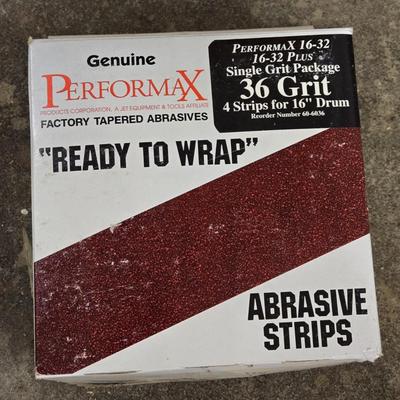 Genuine
PERFORMAX
PRODUCTS CORPORATION, A JET EQUIPMENT & TOOLS AFFILIATE
FACTORY TAPERED ABRASIVES
PERFORMAX 16-32
16-32 PLUS
Single Grit Package
36 Grit
4 Strips for 16" Drum
Reorder Number 60-6036
"READY TO WRAP"
ABRASIVE
STRIPS